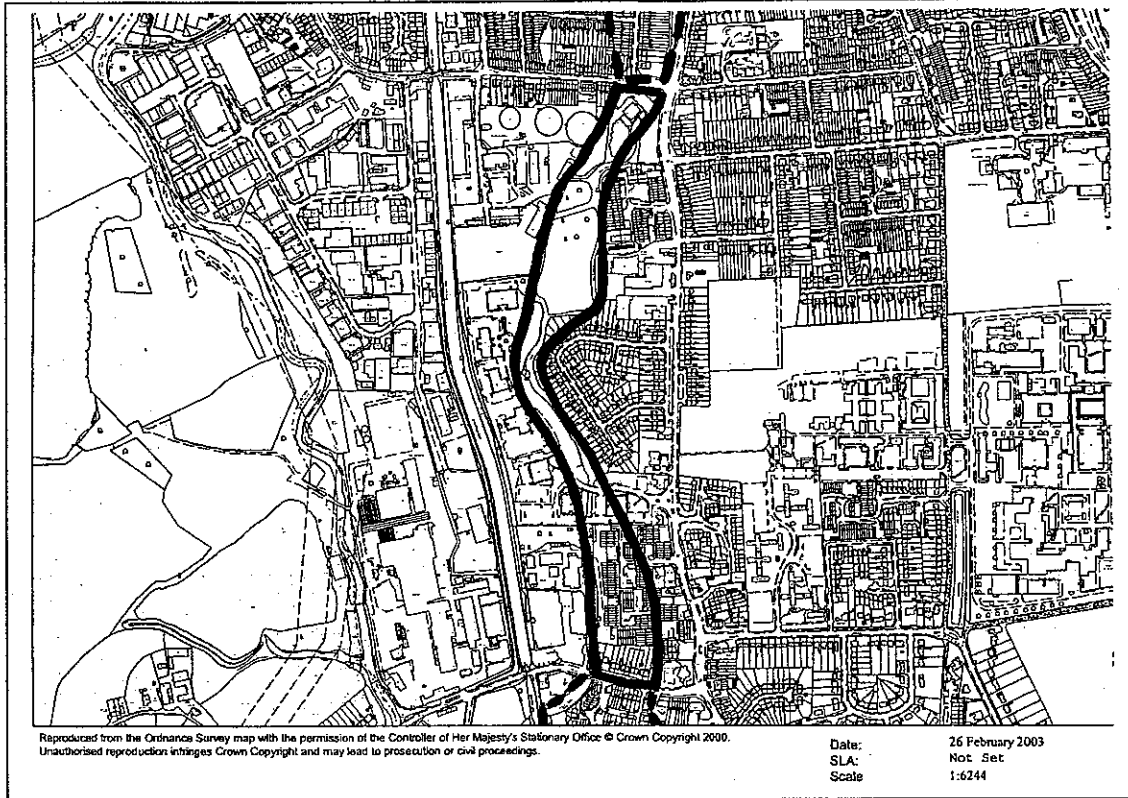 Reproduced from the Ordnance Survey map with the permission of the Controller of Her Majesty's Stationary Office © Crown Copyright 2000.
Unauthorised reproduction infringes Crown Copyright and may lead to prosecution or civil proceedings.
Date: 26 February 2003
SLA: Not Set
Scale 1:6244